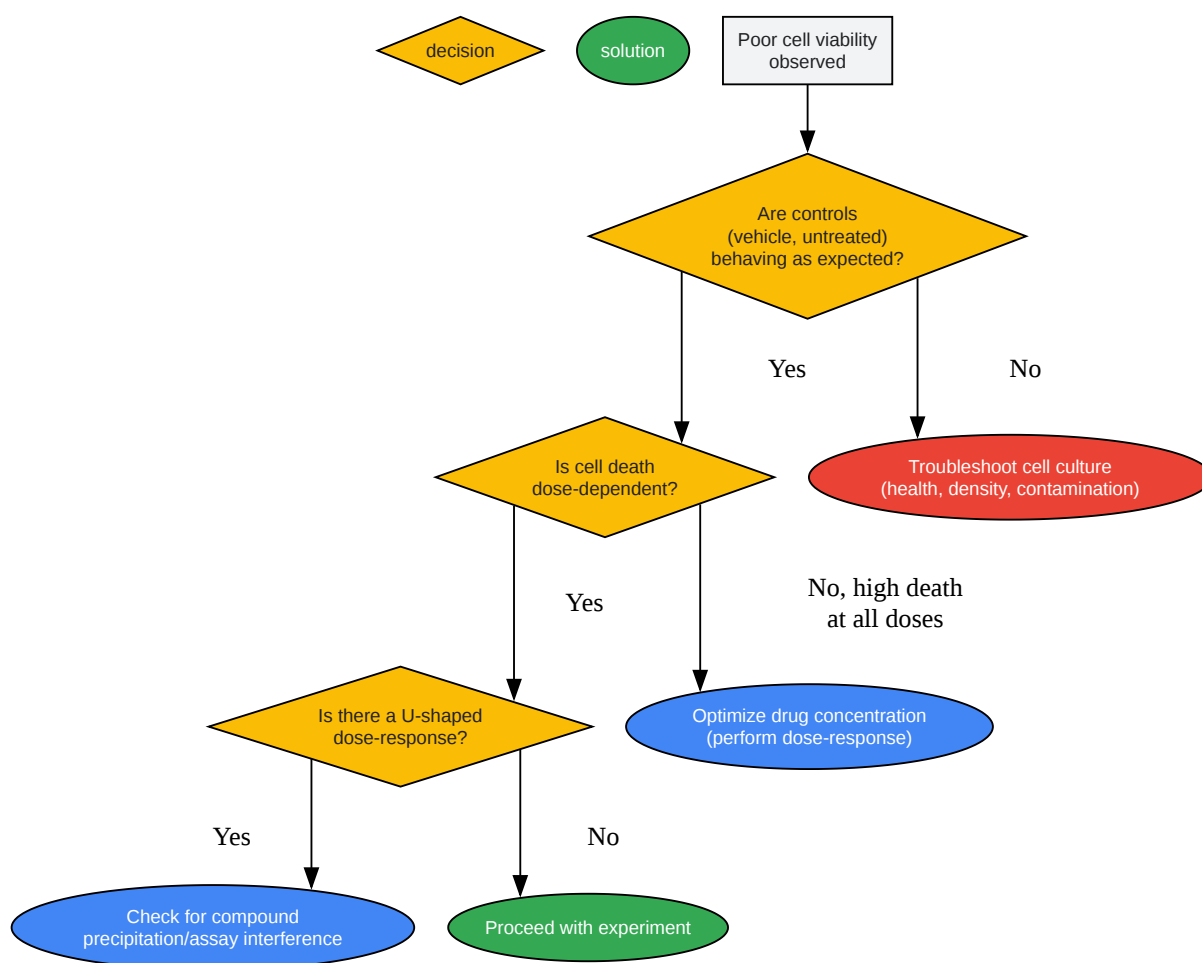 decision
solution
Poor cell viability
observed
Are controls
(vehicle, untreated)
behaving as expected?
Yes
No
Is cell death
dose-dependent?
Troubleshoot cell culture
(health, density, contamination)
Yes
No, high death
at all doses
Is there a U-shaped
dose-response?
Optimize drug concentration
(perform dose-response)
Yes
No
Check for compound
precipitation/assay interference
Proceed with experiment